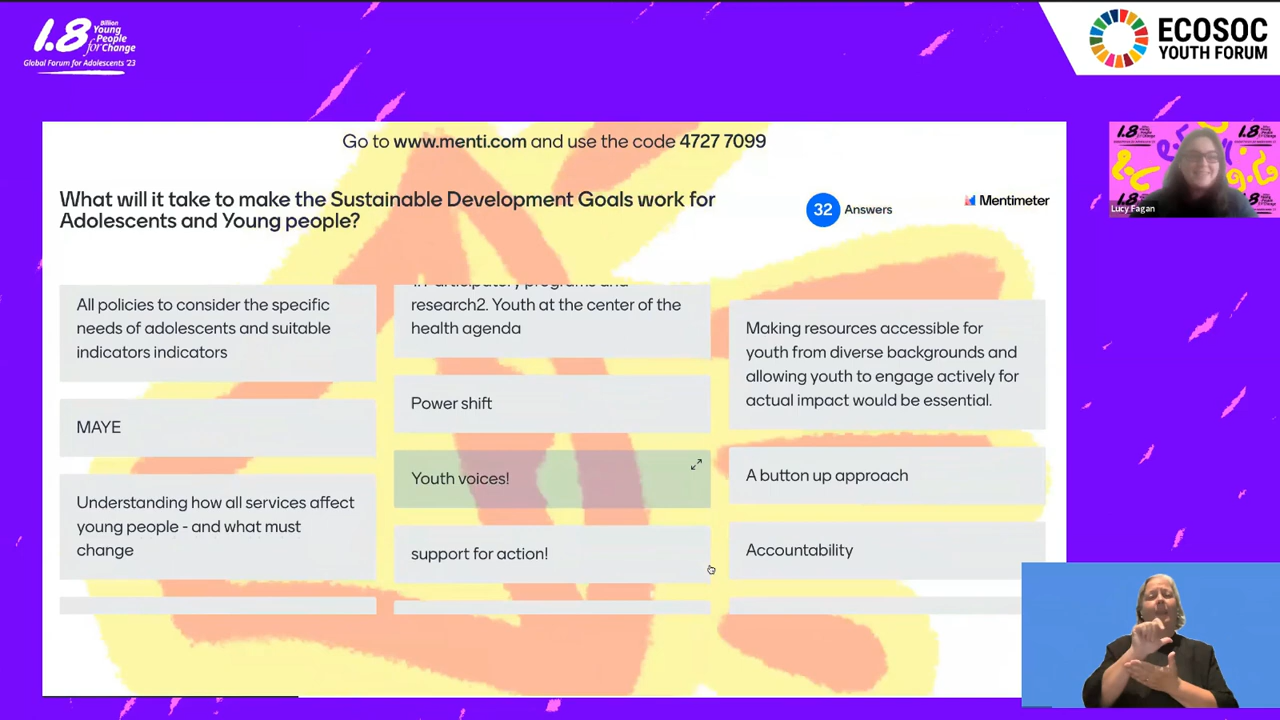 1.8 Billion
Young
People
for Change
Global Forum for Adolescents '23
ECOSOC
YOUTH FORUM
Go to www.menti.com and use the code 4727 7099
What will it take to make the Sustainable Development Goals work for
Adolescents and Young people?
32 Answers
Mentimeter
All policies to consider the specific
needs of adolescents and suitable
indicators indicators
MAYE
Understanding how all services affect
young people - and what must
change
research2. Youth at the center of the
health agenda
Power shift
Youth voices!
support for action!
Making resources accessible for
youth from diverse backgrounds and
allowing youth to engage actively for
actual impact would be essential.
A button up approach
Accountability
1.8
1.8
Lucy Fagan